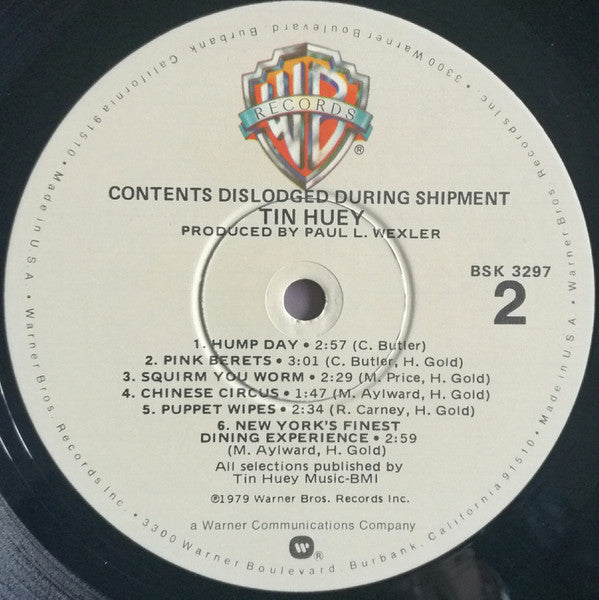 3300 Warner Boulevard, Burbank, California 91510 • Made in U.S.A. • Warner Bros. Records Inc. • 3300 Warner Boulevard, Burbank, California 91510 • Made in U.S.A. • Warner Bros. Records Inc. •
WB
RECORDS
®
CONTENTS DISLODGED DURING SHIPMENT
TIN HUEY
PRODUCED BY PAUL L. WEXLER
BSK 3297
2
1. HUMP DAY • 2:57 (C. Butler)
2. PINK BERETS • 3:01 (C. Butler, H. Gold)
3. SQUIRM YOU WORM • 2:29 (M. Price, H. Gold)
4. CHINESE CIRCUS • 1:47 (M. Aylward, H. Gold)
5. PUPPET WIPES • 2:34 (R. Carney, H. Gold)
6. NEW YORK'S FINEST
DINING EXPERIENCE • 2:59
(M. Aylward, H. Gold)
All selections published by
Tin Huey Music-BMI
℗1979 Warner Bros. Records Inc.
a Warner Communications Company
®